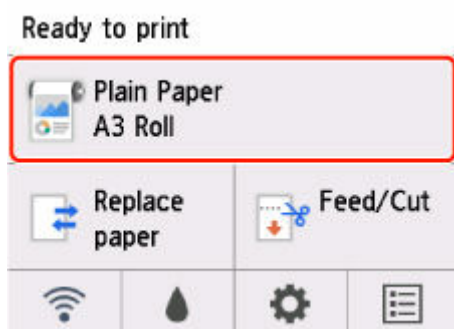 Ready to print
Plain Paper
A3 Roll
Replace
paper
Feed/Cut